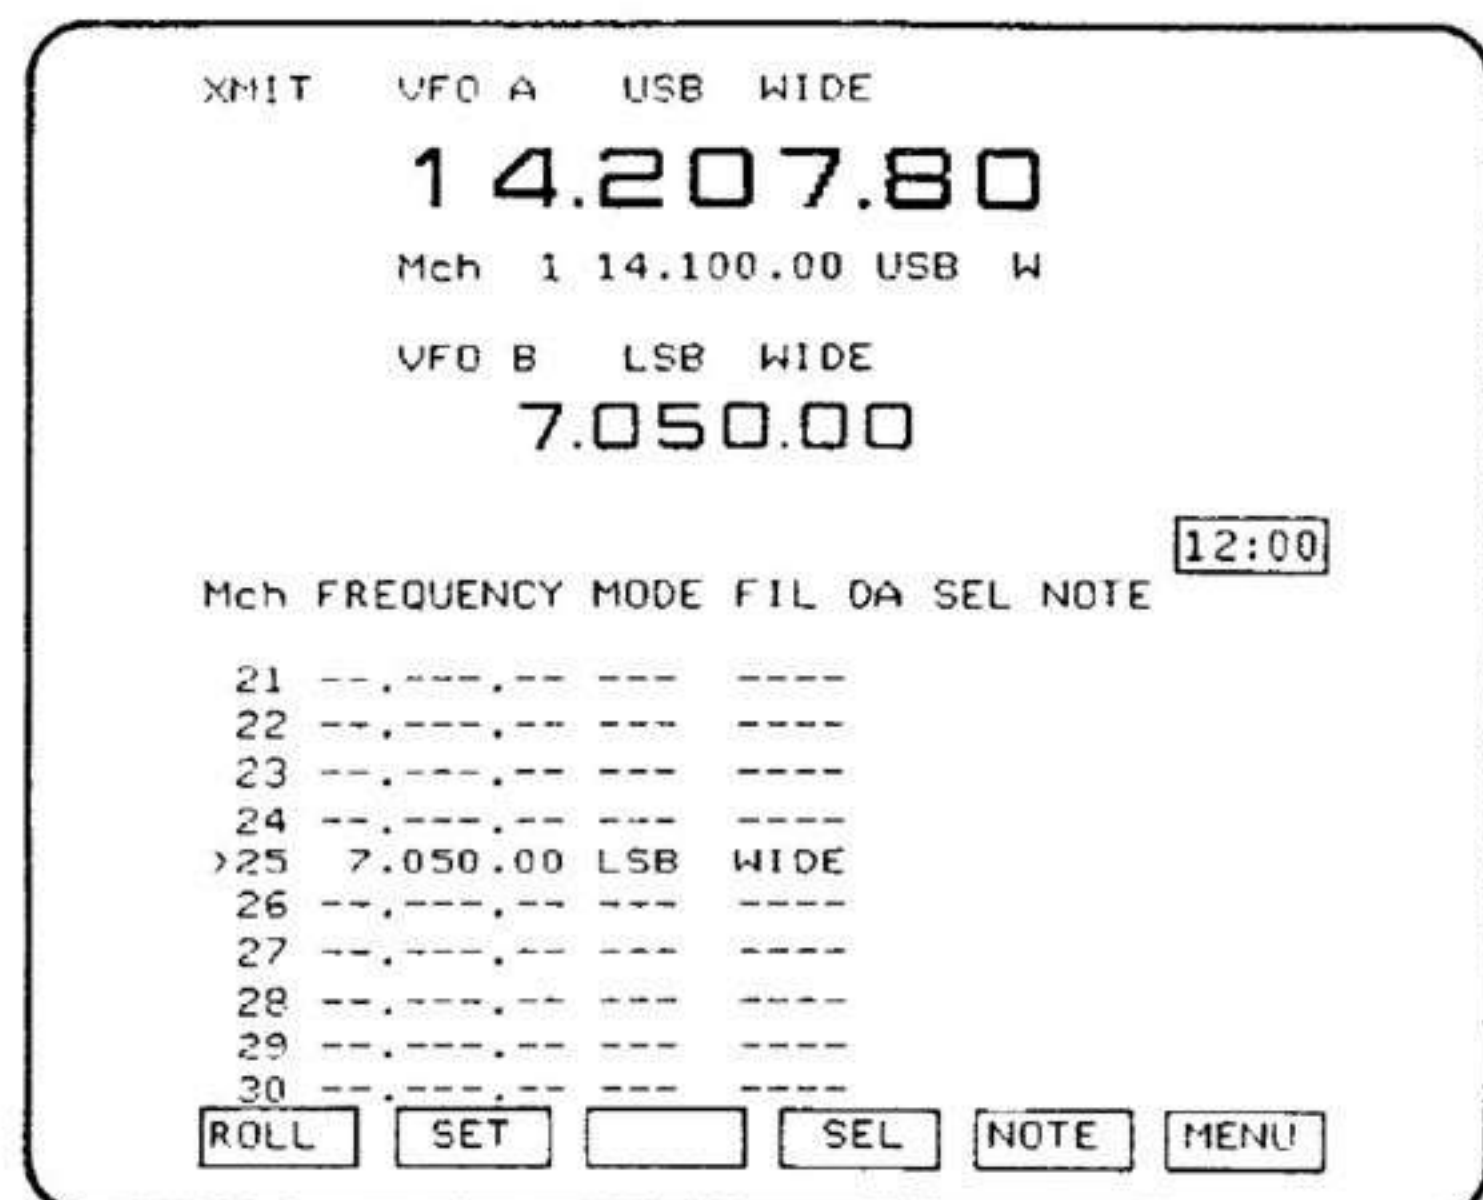 XMIT VFO A USB WIDE
14.207.80
Mch 1 14.100.00 USB W
VFO B LSB WIDE
7.050.00
12:00
Mch FREQUENCY MODE FIL DA SEL NOTE
21 --.---.-- --- ----
22 --.---.-- --- ----
23 --.---.-- --- ----
24 --.---.-- --- ----
>25 7.050.00 LSB WIDE
26 --.---.-- --- ----
27 --.---.-- --- ----
28 --.---.-- --- ----
29 --.---.-- --- ----
30 --.---.-- --- ----
ROLL SET SEL NOTE MENU